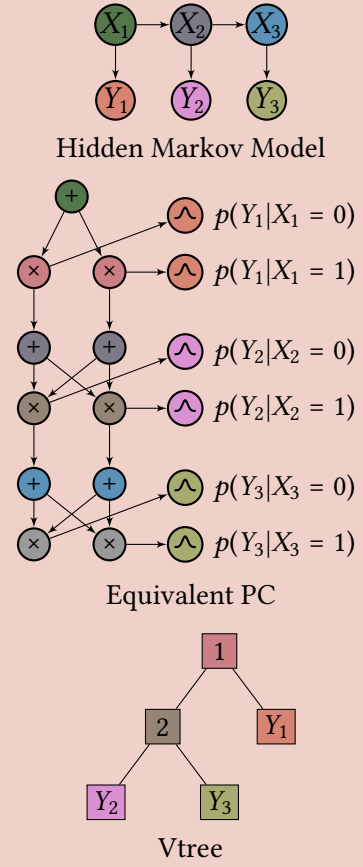 X₁ X₂ X₃
Y₁ Y₂ Y₃
Hidden Markov Model
+
p(Y₁|X₁ = 0)
× × p(Y₁|X₁ = 1)
+ + p(Y₂|X₂ = 0)
× × p(Y₂|X₂ = 1)
+ + p(Y₃|X₃ = 0)
× × p(Y₃|X₃ = 1)
Equivalent PC
1
2 Y₁
Y₂ Y₃
Vtree